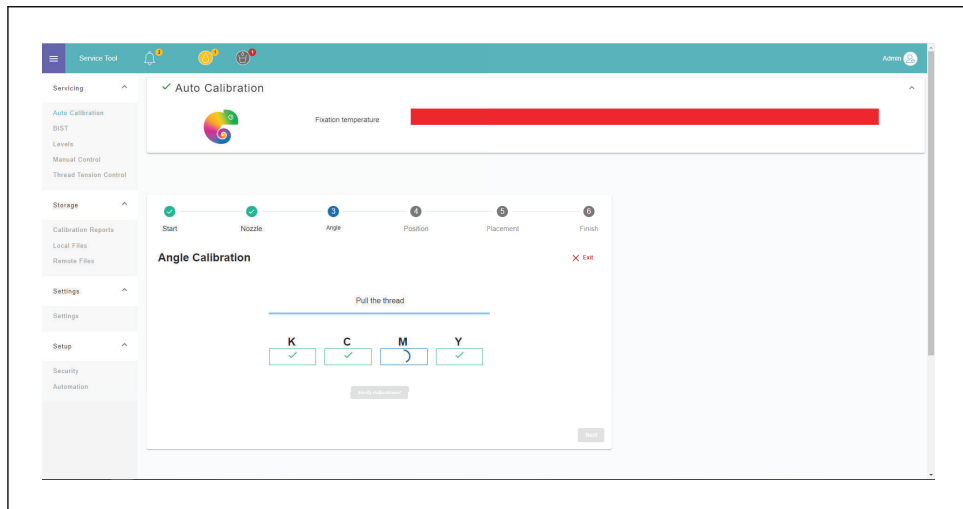 Service Tool
2
1
1
Admin
Servicing
Auto Calibration
BIST
Levels
Manual Control
Thread Tension Control
Storage
Calibration Reports
Local Files
Remote Files
Settings
Settings
Setup
Security
Automation
Auto Calibration
Fixation temperature
3 4 5 6
Start Nozzle Angle Position Placement Finish
Angle Calibration
Exit
Pull the thread
K C M Y
Next